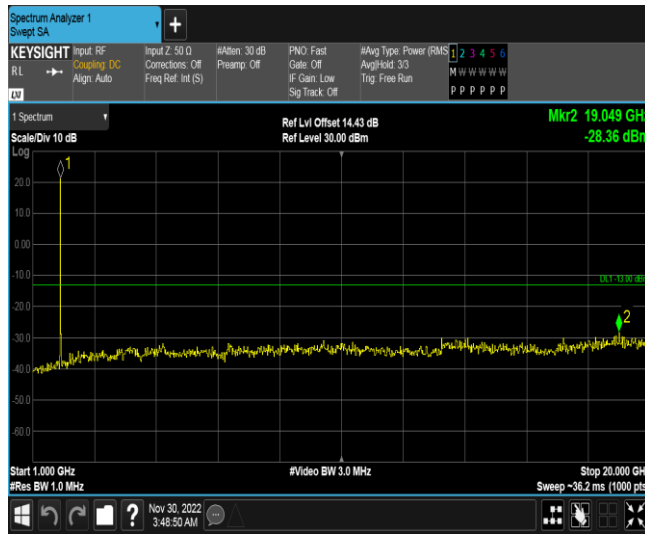 Spectrum Analyzer 1
Swept SA
+
KEYSIGHT Input: RF Input Z: 50 Ω #Atten: 30 dB PNO: Fast #Avg Type: Power (RMS 1 2 3 4 5 6
RL Coupling: DC Corrections: Off Preamp: Off Gate: Off Avg|Hold: 3/3 M W W W W W
Align: Auto Freq Ref: Int (S) IF Gain: Low Trig: Free Run
LXI Sig Track: Off P P P P P P
1 Spectrum Ref Lvl Offset 14.43 dB Mkr2 19.049 GH
Scale/Div 10 dB Ref Level 30.00 dBm -28.36 dBm
Log
1
20.0
10.0
0.00
-10.0
DL1 -13.00 dB
-20.0
2
-30.0
-40.0
-50.0
-60.0
Start 1.000 GHz #Video BW 3.0 MHz Stop 20.000 GH
#Res BW 1.0 MHz Sweep ~36.2 ms (1000 pts
? Nov 30, 2022
3:48:50 AM